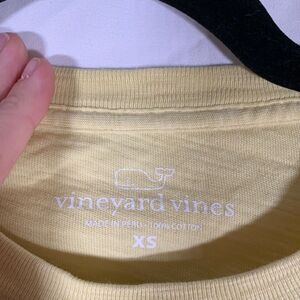 vineyard vines
MADE IN PERU - 100% COTTON
XS